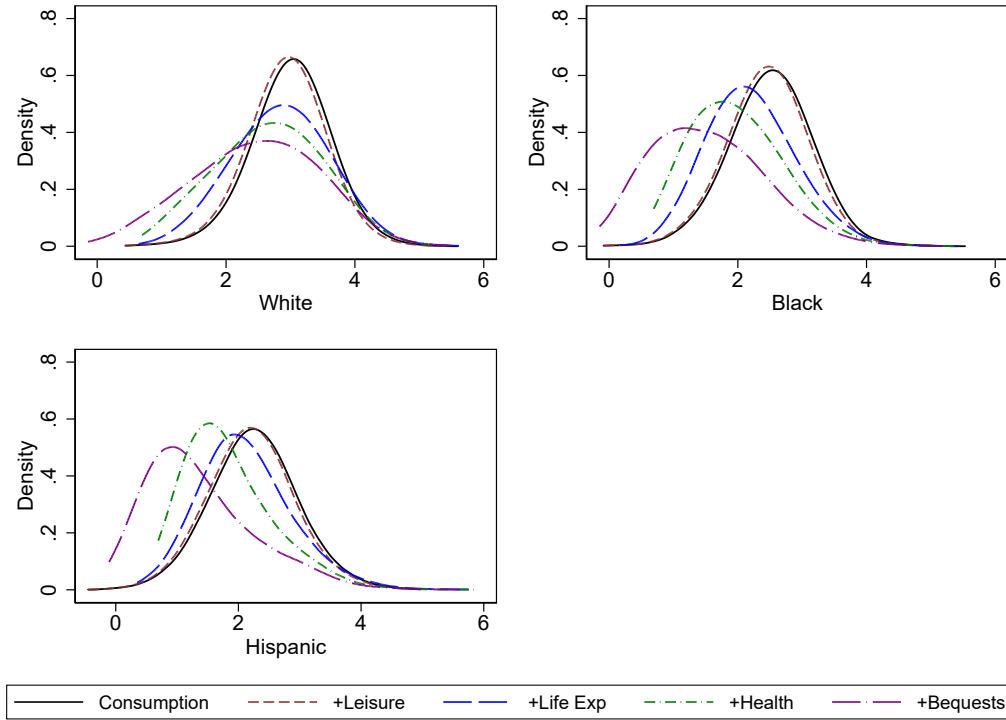 Density
.8
.6
.4
.2
0
0 2 4 6
White
Density
.8
.6
.4
.2
0
0 2 4 6
Black
Density
.8
.6
.4
.2
0
0 2 4 6
Hispanic
Consumption +Leisure +Life Exp +Health +Bequests